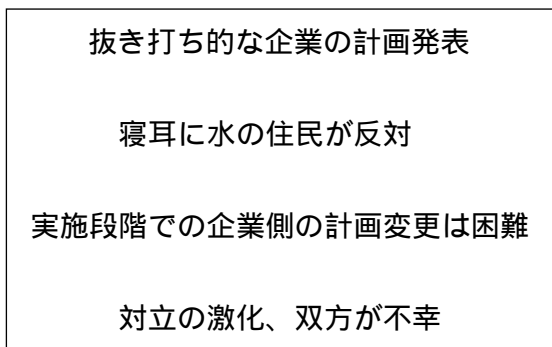 抜き打ち的な企業の計画発表
寝耳に水の住民が反対
実施段階での企業側の計画変更は困難
対立の激化、双方が不幸